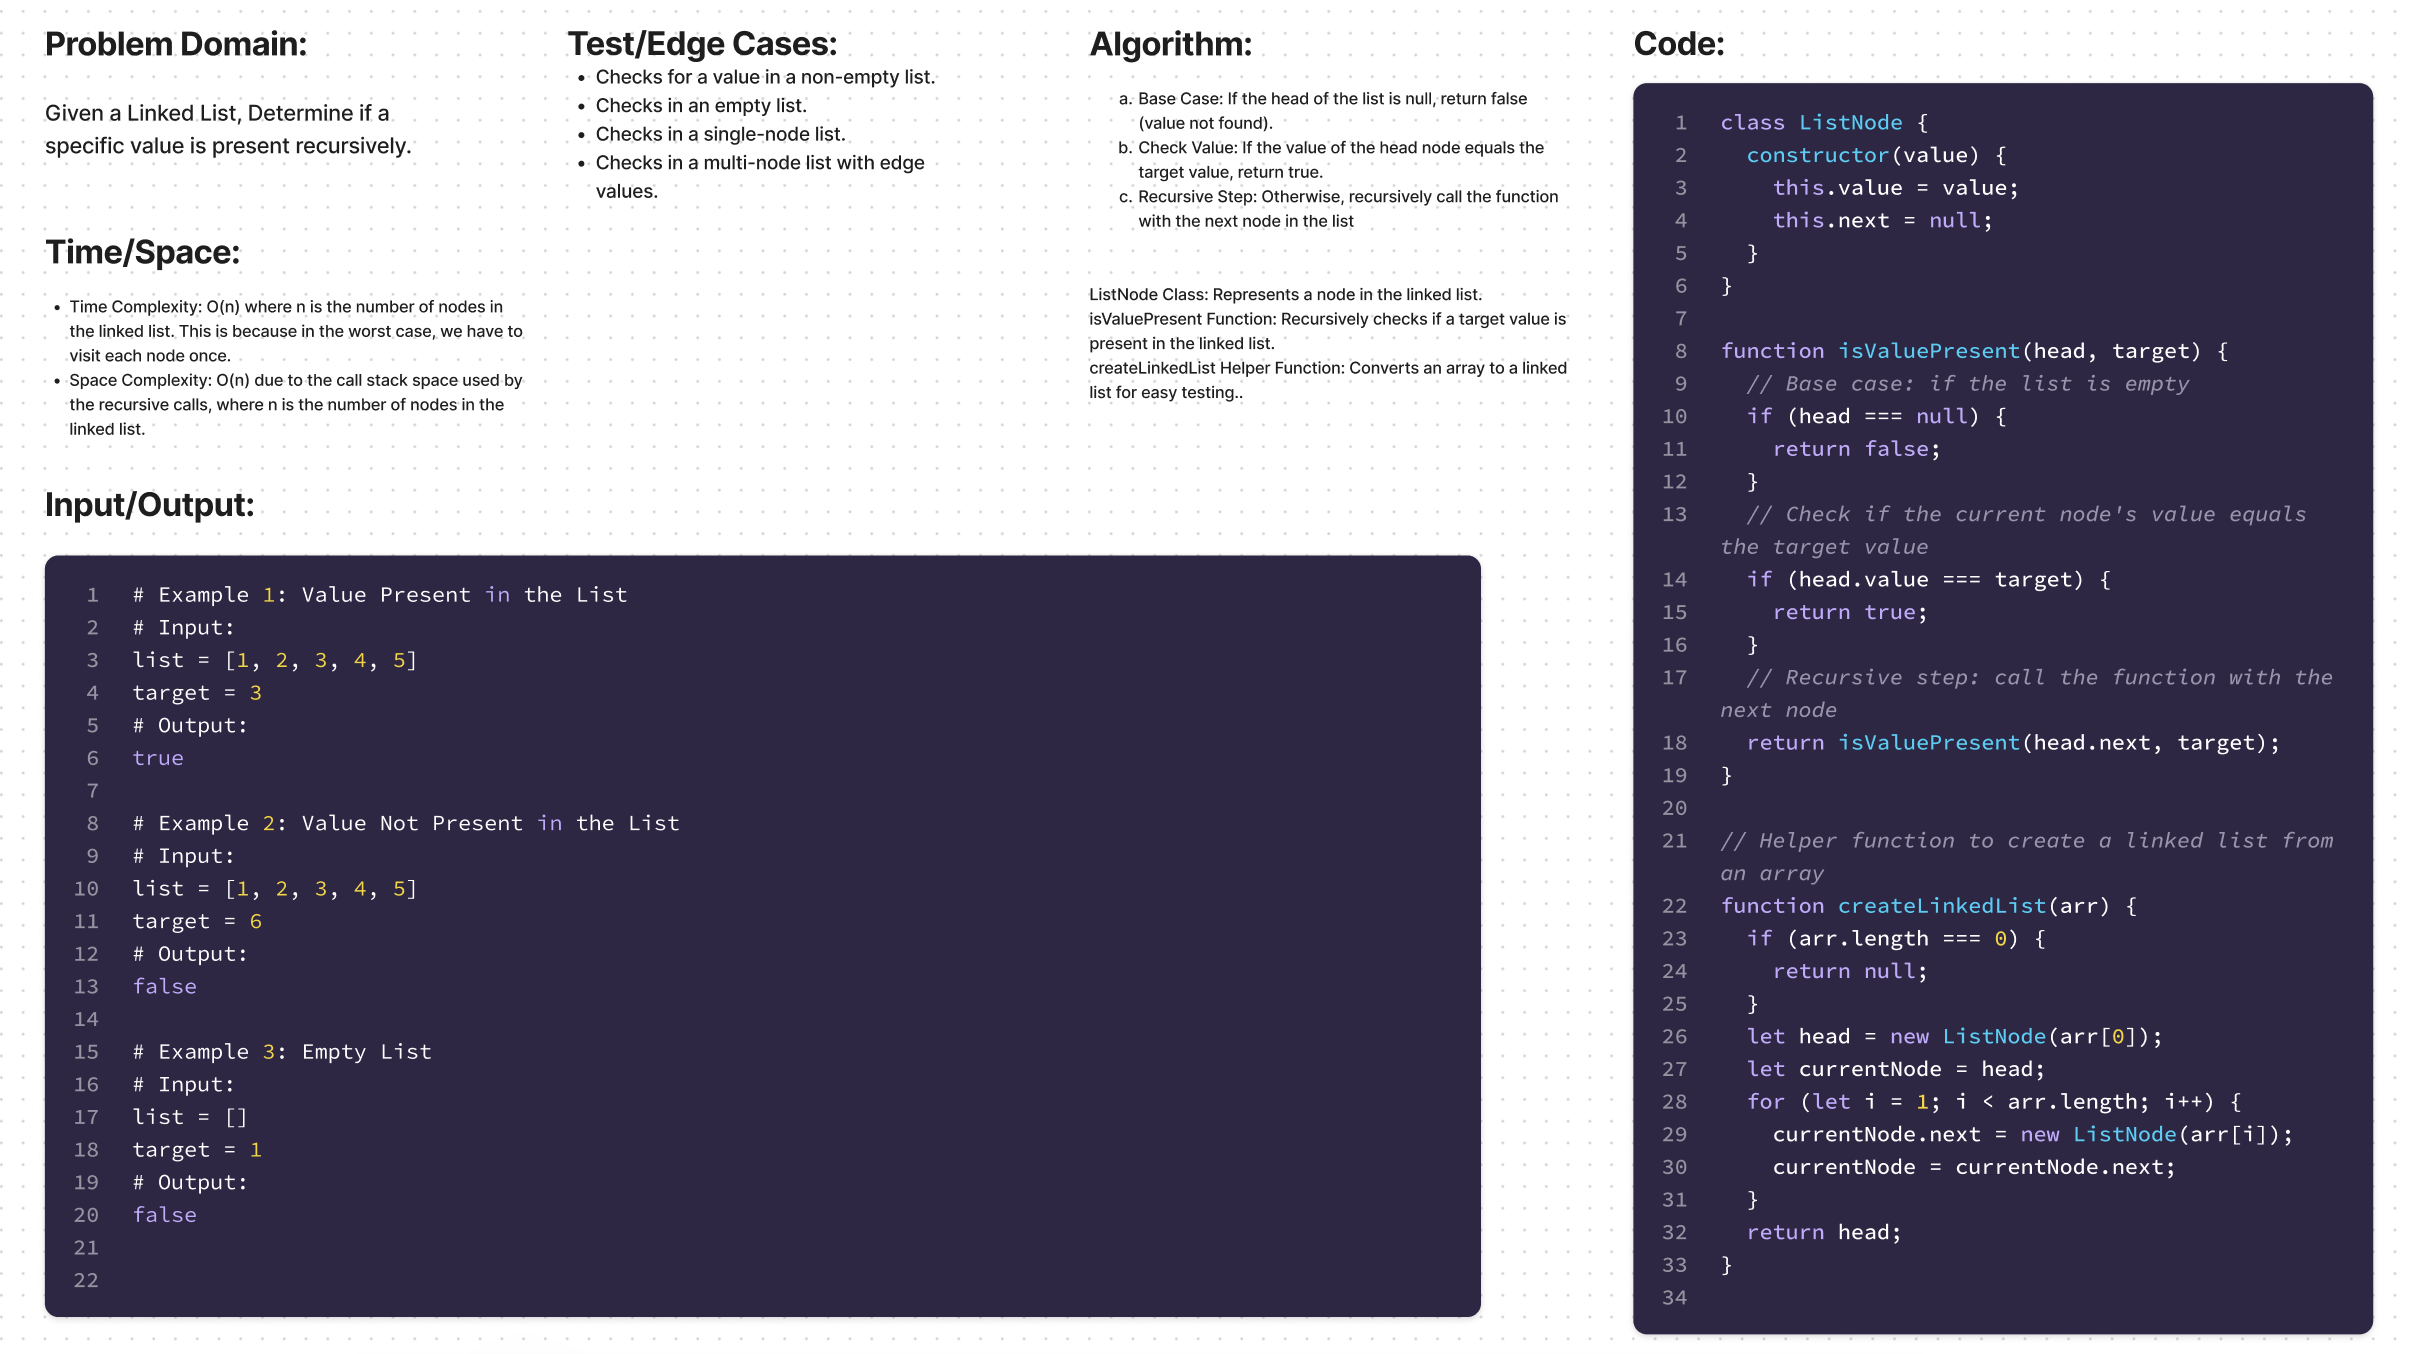 Problem Domain:
Given a Linked List, Determine if a
specific value is present recursively.
Time/Space:
• Time Complexity: O(n) where n is the number of nodes in
the linked list. This is because in the worst case, we have to
visit each node once.
• Space Complexity: O(n) due to the call stack space used by
the recursive calls, where n is the number of nodes in the
linked list.
Test/Edge Cases:
• Checks for a value in a non-empty list.
• Checks in an empty list.
• Checks in a single-node list.
• Checks in a multi-node list with edge
values.
Algorithm:
a. Base Case: If the head of the list is null, return false
(value not found).
b. Check Value: If the value of the head node equals the
target value, return true.
c. Recursive Step: Otherwise, recursively call the function
with the next node in the list
ListNode Class: Represents a node in the linked list.
isValuePresent Function: Recursively checks if a target value is
present in the linked list.
createLinkedList Helper Function: Converts an array to a linked
list for easy testing..
Input/Output:
1 # Example 1: Value Present in the List
2 # Input:
3 list = [1, 2, 3, 4, 5]
4 target = 3
5 # Output:
6 true
7
8 # Example 2: Value Not Present in the List
9 # Input:
10 list = [1, 2, 3, 4, 5]
11 target = 6
12 # Output:
13 false
14
15 # Example 3: Empty List
16 # Input:
17 list = []
18 target = 1
19 # Output:
20 false
21
22
Code:
1 class ListNode {
2   constructor(value) {
3     this.value = value;
4     this.next = null;
5   }
6 }
7
8 function isValuePresent(head, target) {
9   // Base case: if the list is empty
10   if (head === null) {
11     return false;
12   }
13   // Check if the current node's value equals
the target value
14   if (head.value === target) {
15     return true;
16   }
17   // Recursive step: call the function with the
next node
18   return isValuePresent(head.next, target);
19 }
20
21 // Helper function to create a linked list from
an array
22 function createLinkedList(arr) {
23   if (arr.length === 0) {
24     return null;
25   }
26   let head = new ListNode(arr[0]);
27   let currentNode = head;
28   for (let i = 1; i < arr.length; i++) {
29     currentNode.next = new ListNode(arr[i]);
30     currentNode = currentNode.next;
31   }
32   return head;
33 }
34